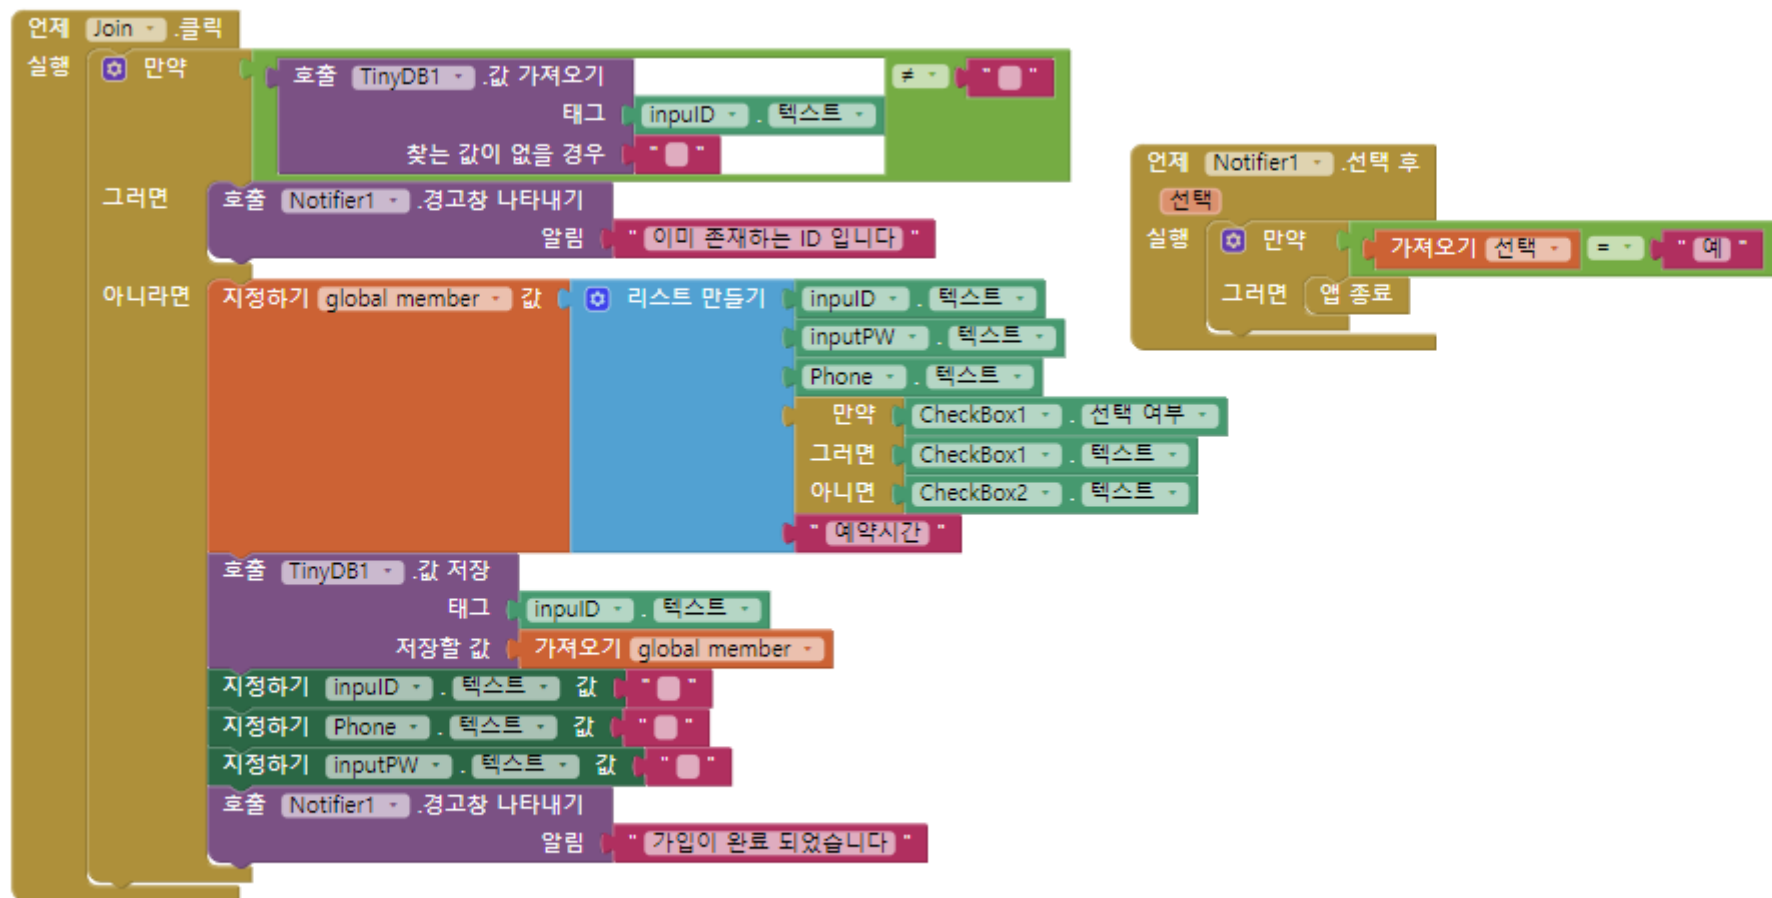 언제 Join .클릭
실행 만약 호출 TinyDB1 .값 가져오기 ≠ " "
태그 inpuID . 텍스트
찾는 값이 없을 경우 " "
그러면 호출 Notifier1 .경고창 나타내기
알림 " 이미 존재하는 ID 입니다 "
아니라면 지정하기 global member 값 리스트 만들기 inpuID . 텍스트
inputPW . 텍스트
Phone . 텍스트
만약 CheckBox1 . 선택 여부
그러면 CheckBox1 . 텍스트
아니면 CheckBox2 . 텍스트
" 예약시간 "
호출 TinyDB1 .값 저장
태그 inpuID . 텍스트
저장할 값 가져오기 global member
지정하기 inpuID . 텍스트 값 " "
지정하기 Phone . 텍스트 값 " "
지정하기 inputPW . 텍스트 값 " "
호출 Notifier1 .경고창 나타내기
알림 " 가입이 완료 되었습니다 "
언제 Notifier1 .선택 후
선택
실행 만약 가져오기 선택 = " 예 "
그러면 앱 종료